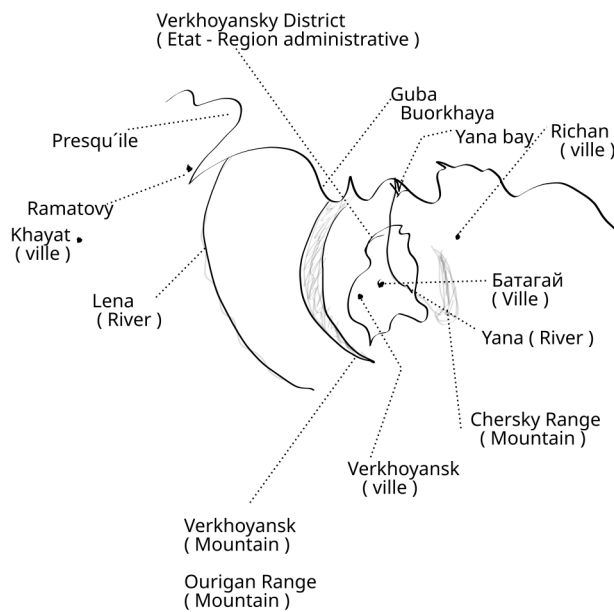 Verkhoyansky District
( Etat - Region administrative )
Guba
Buorkhaya
Yana bay
Richan
( ville )
Presqu´ile
Ramatovy
Khayat
( ville )
Lena
( River )
Батагай
( Ville )
Yana ( River )
Chersky Range
( Mountain )
Verkhoyansk
( ville )
Verkhoyansk
( Mountain )
Ourigan Range
( Mountain )